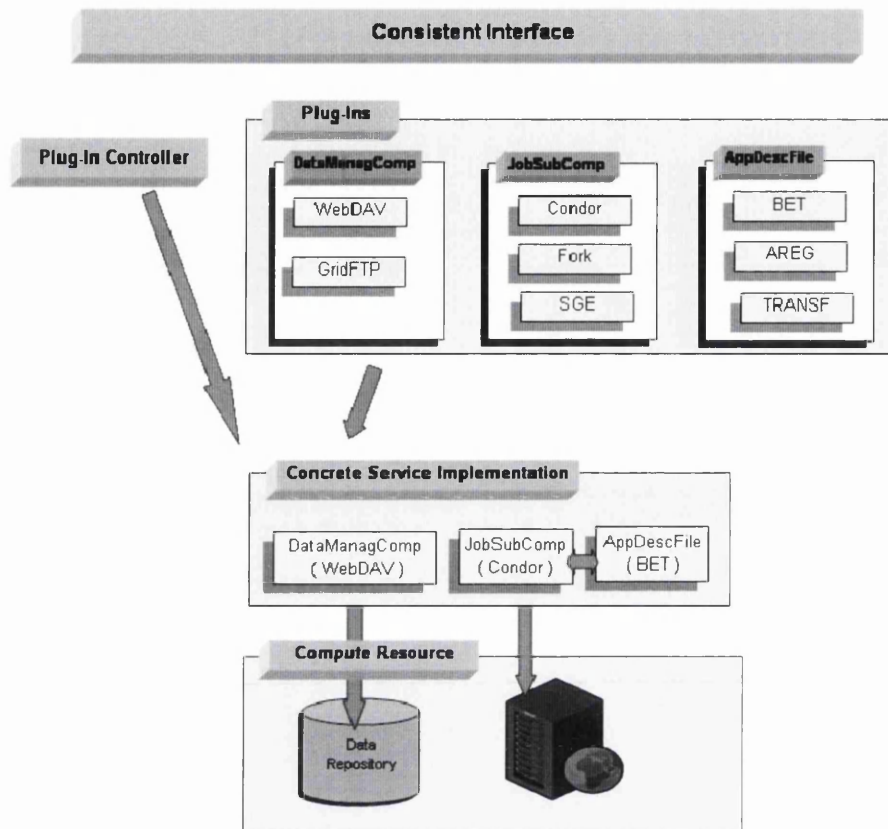 Consistent Interface
Plug-Ins
Plug-In Controller
DataManagComp
JobSubComp
AppDescFile
WebDAV
Condor
BET
GridFTP
Fork
AREG
SGE
TRANSF
Concrete Service Implementation
DataManagComp
( WebDAV )
JobSubComp
( Condor )
AppDescFile
( BET )
Compute Resource
Data
Repository